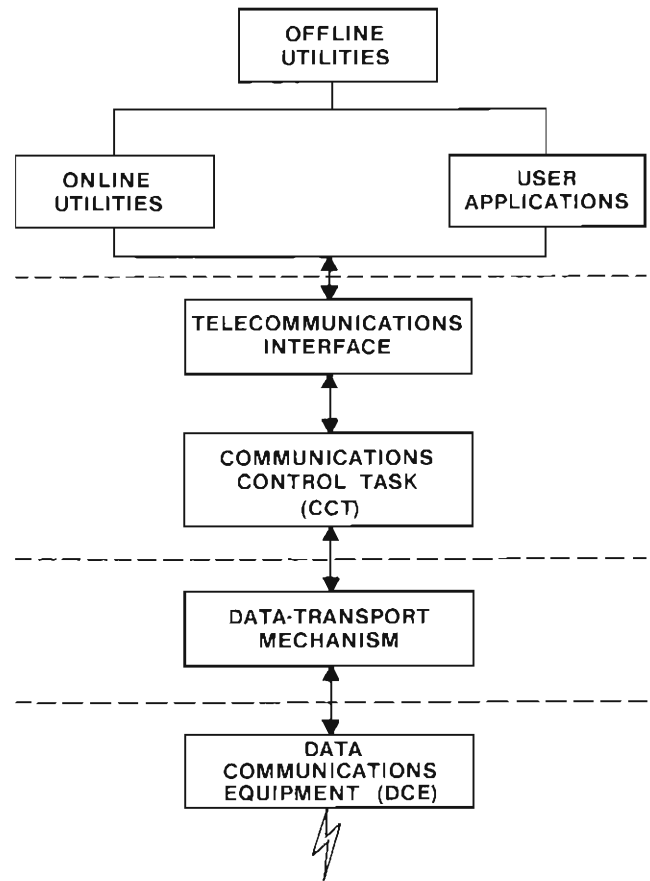 OFFLINE
UTILITIES
ONLINE
UTILITIES
USER
APPLICATIONS
TELECOMMUNICATIONS
INTERFACE
COMMUNICATIONS
CONTROL TASK
(CCT)
DATA-TRANSPORT
MECHANISM
DATA
COMMUNICATIONS
EQUIPMENT (DCE)